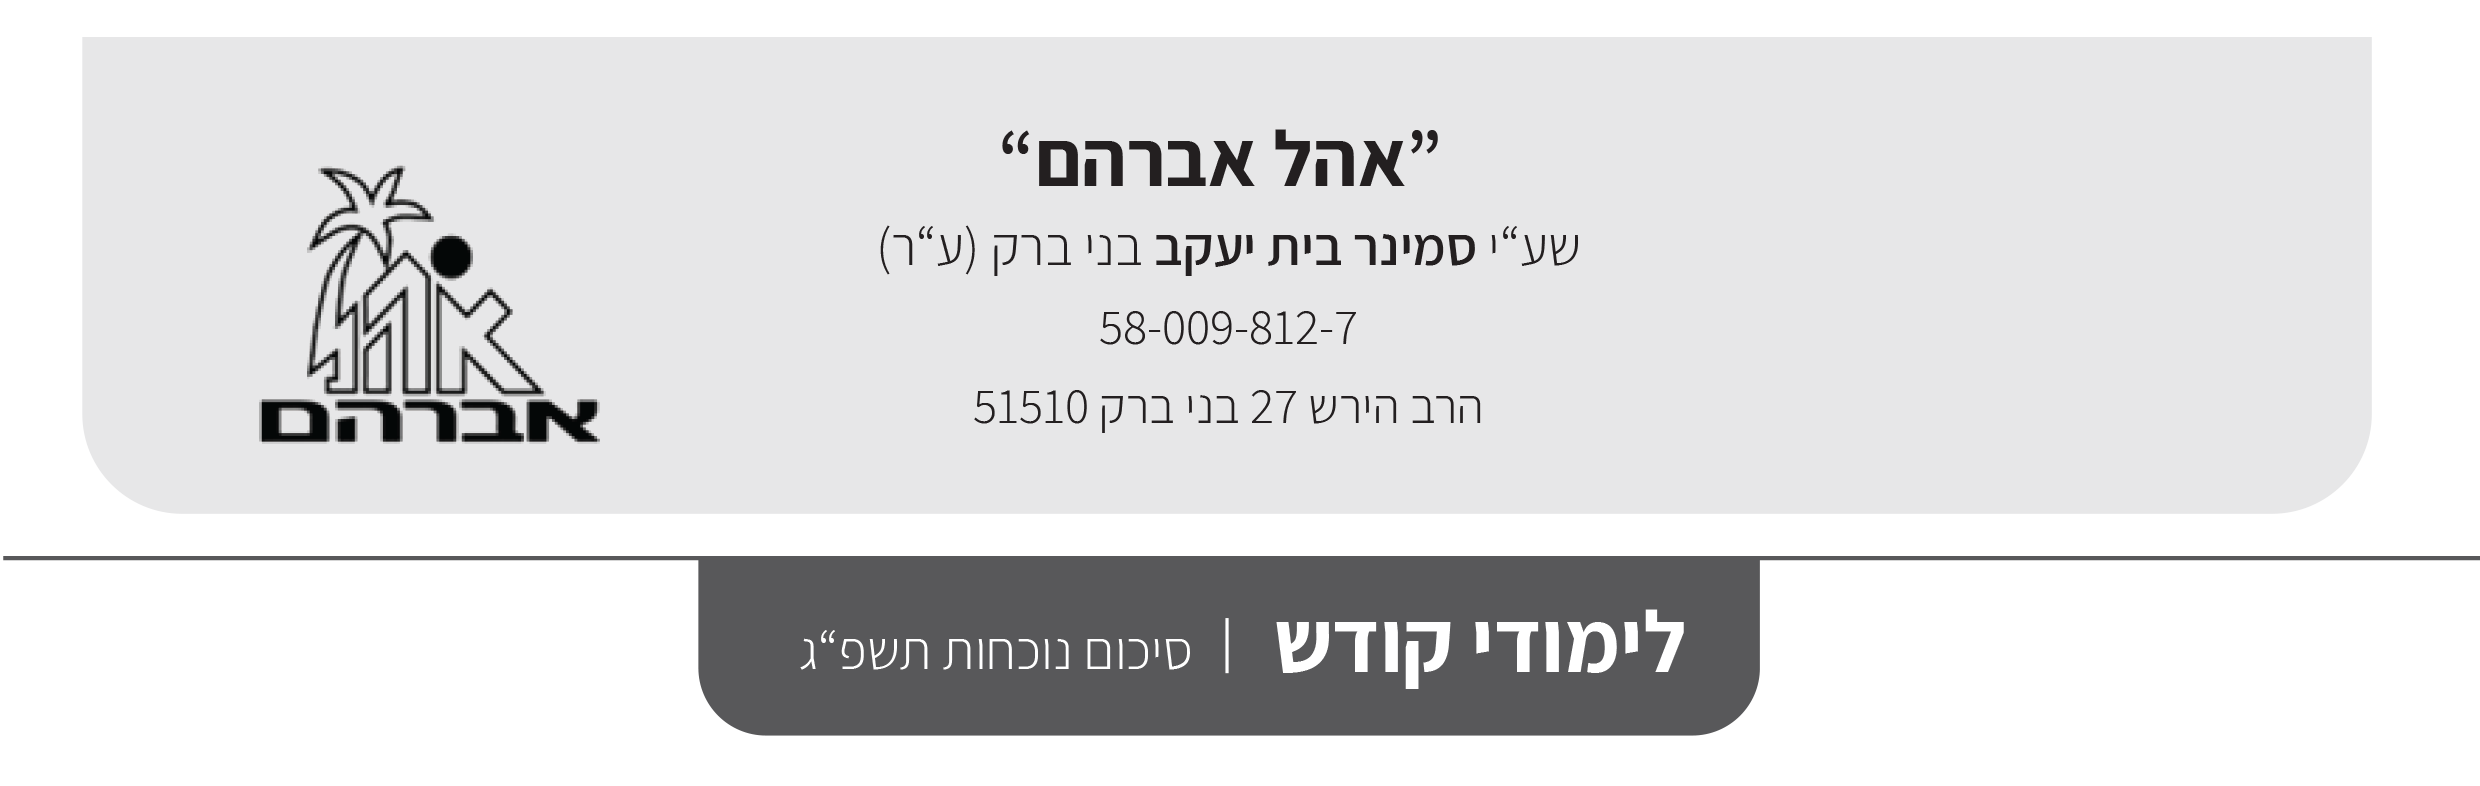 ”אהל אברהם“
שע“י סמינר בית יעקב בני ברק (ע“ר)
58-009-812-7
הרב הירש 27 בני ברק 51510
אהל
אברהם
לימודי קודש | סיכום נוכחות תשפ“ג